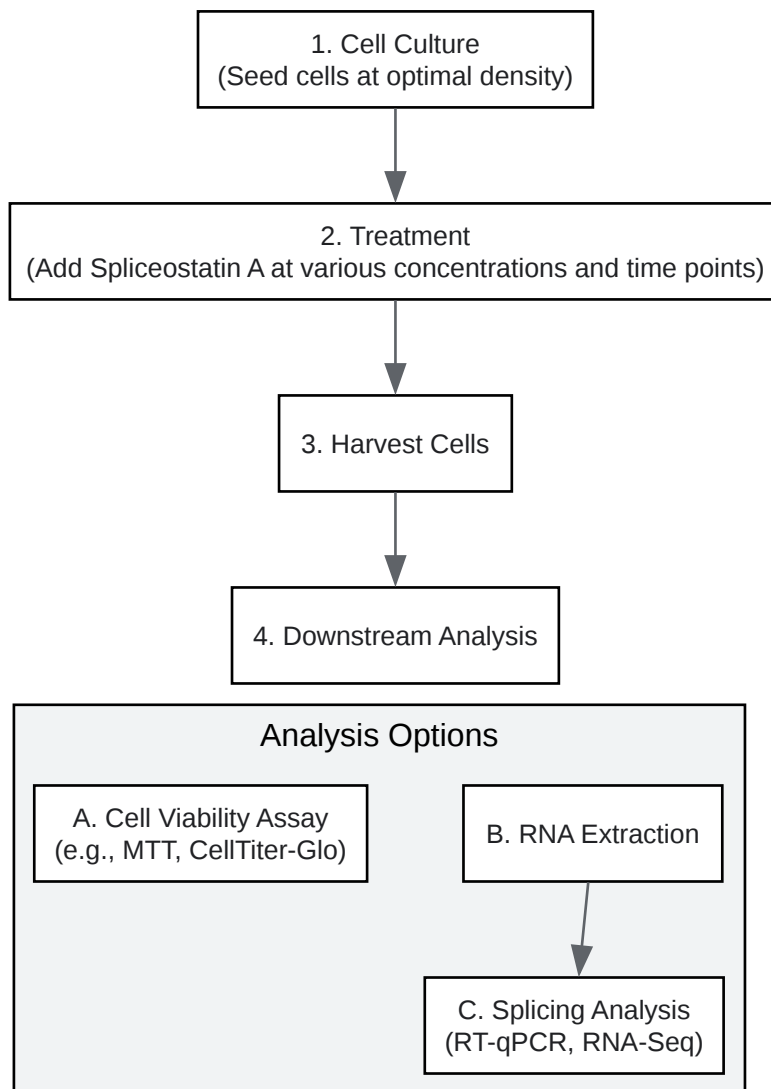 1. Cell Culture
(Seed cells at optimal density)
2. Treatment
(Add Spliceostatin A at various concentrations and time points)
3. Harvest Cells
4. Downstream Analysis
Analysis Options
A. Cell Viability Assay
(e.g., MTT, CellTiter-Glo)
B. RNA Extraction
C. Splicing Analysis
(RT-qPCR, RNA-Seq)